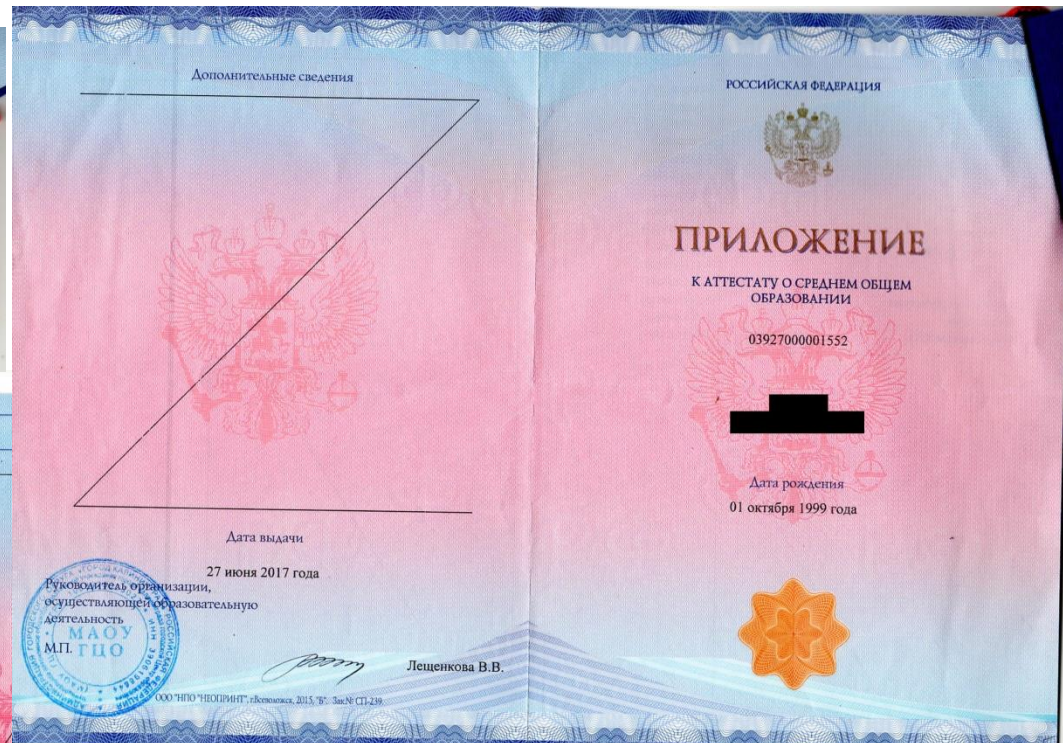 Дополнительные сведения
Дата выдачи
27 июня 2017 года
Руководитель организации,
осуществляющей образовательную
деятельность
М.П.
МАОУ
ГЦО
Лещенкова В.В.
ООО "НПО "НЕОПРИНТ", г.Всеволожск, 2015, "Б". Зак.№ СП-239.
РОССИЙСКАЯ ФЕДЕРАЦИЯ
ПРИЛОЖЕНИЕ
К АТТЕСТАТУ О СРЕДНЕМ ОБЩЕМ
ОБРАЗОВАНИИ
03927000001552
Дата рождения
01 октября 1999 года